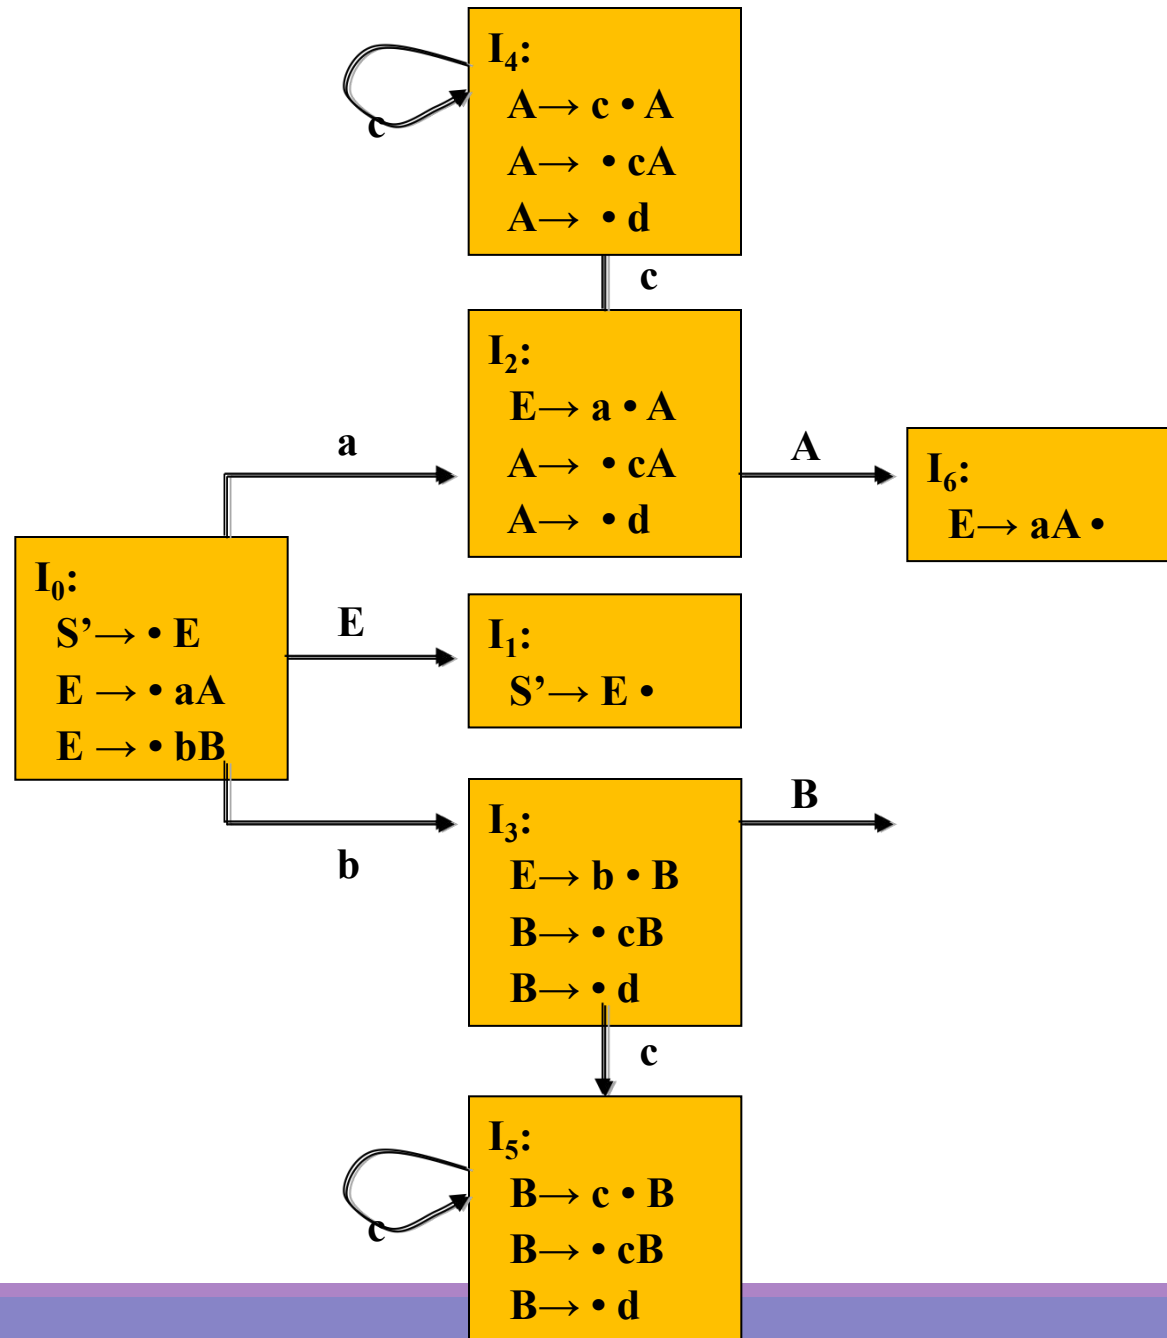 I₄:
A→ c • A
A→ • cA
A→ • d
c
c
I₂:
E→ a • A
A→ • cA
A→ • d
a
A
I₆:
E→ aA •
I₀:
S’→ • E
E → • aA
E → • bB
E
I₁:
S’→ E •
b
I₃:
E→ b • B
B→ • cB
B→ • d
B
c
I₅:
B→ c • B
B→ • cB
B→ • d
c